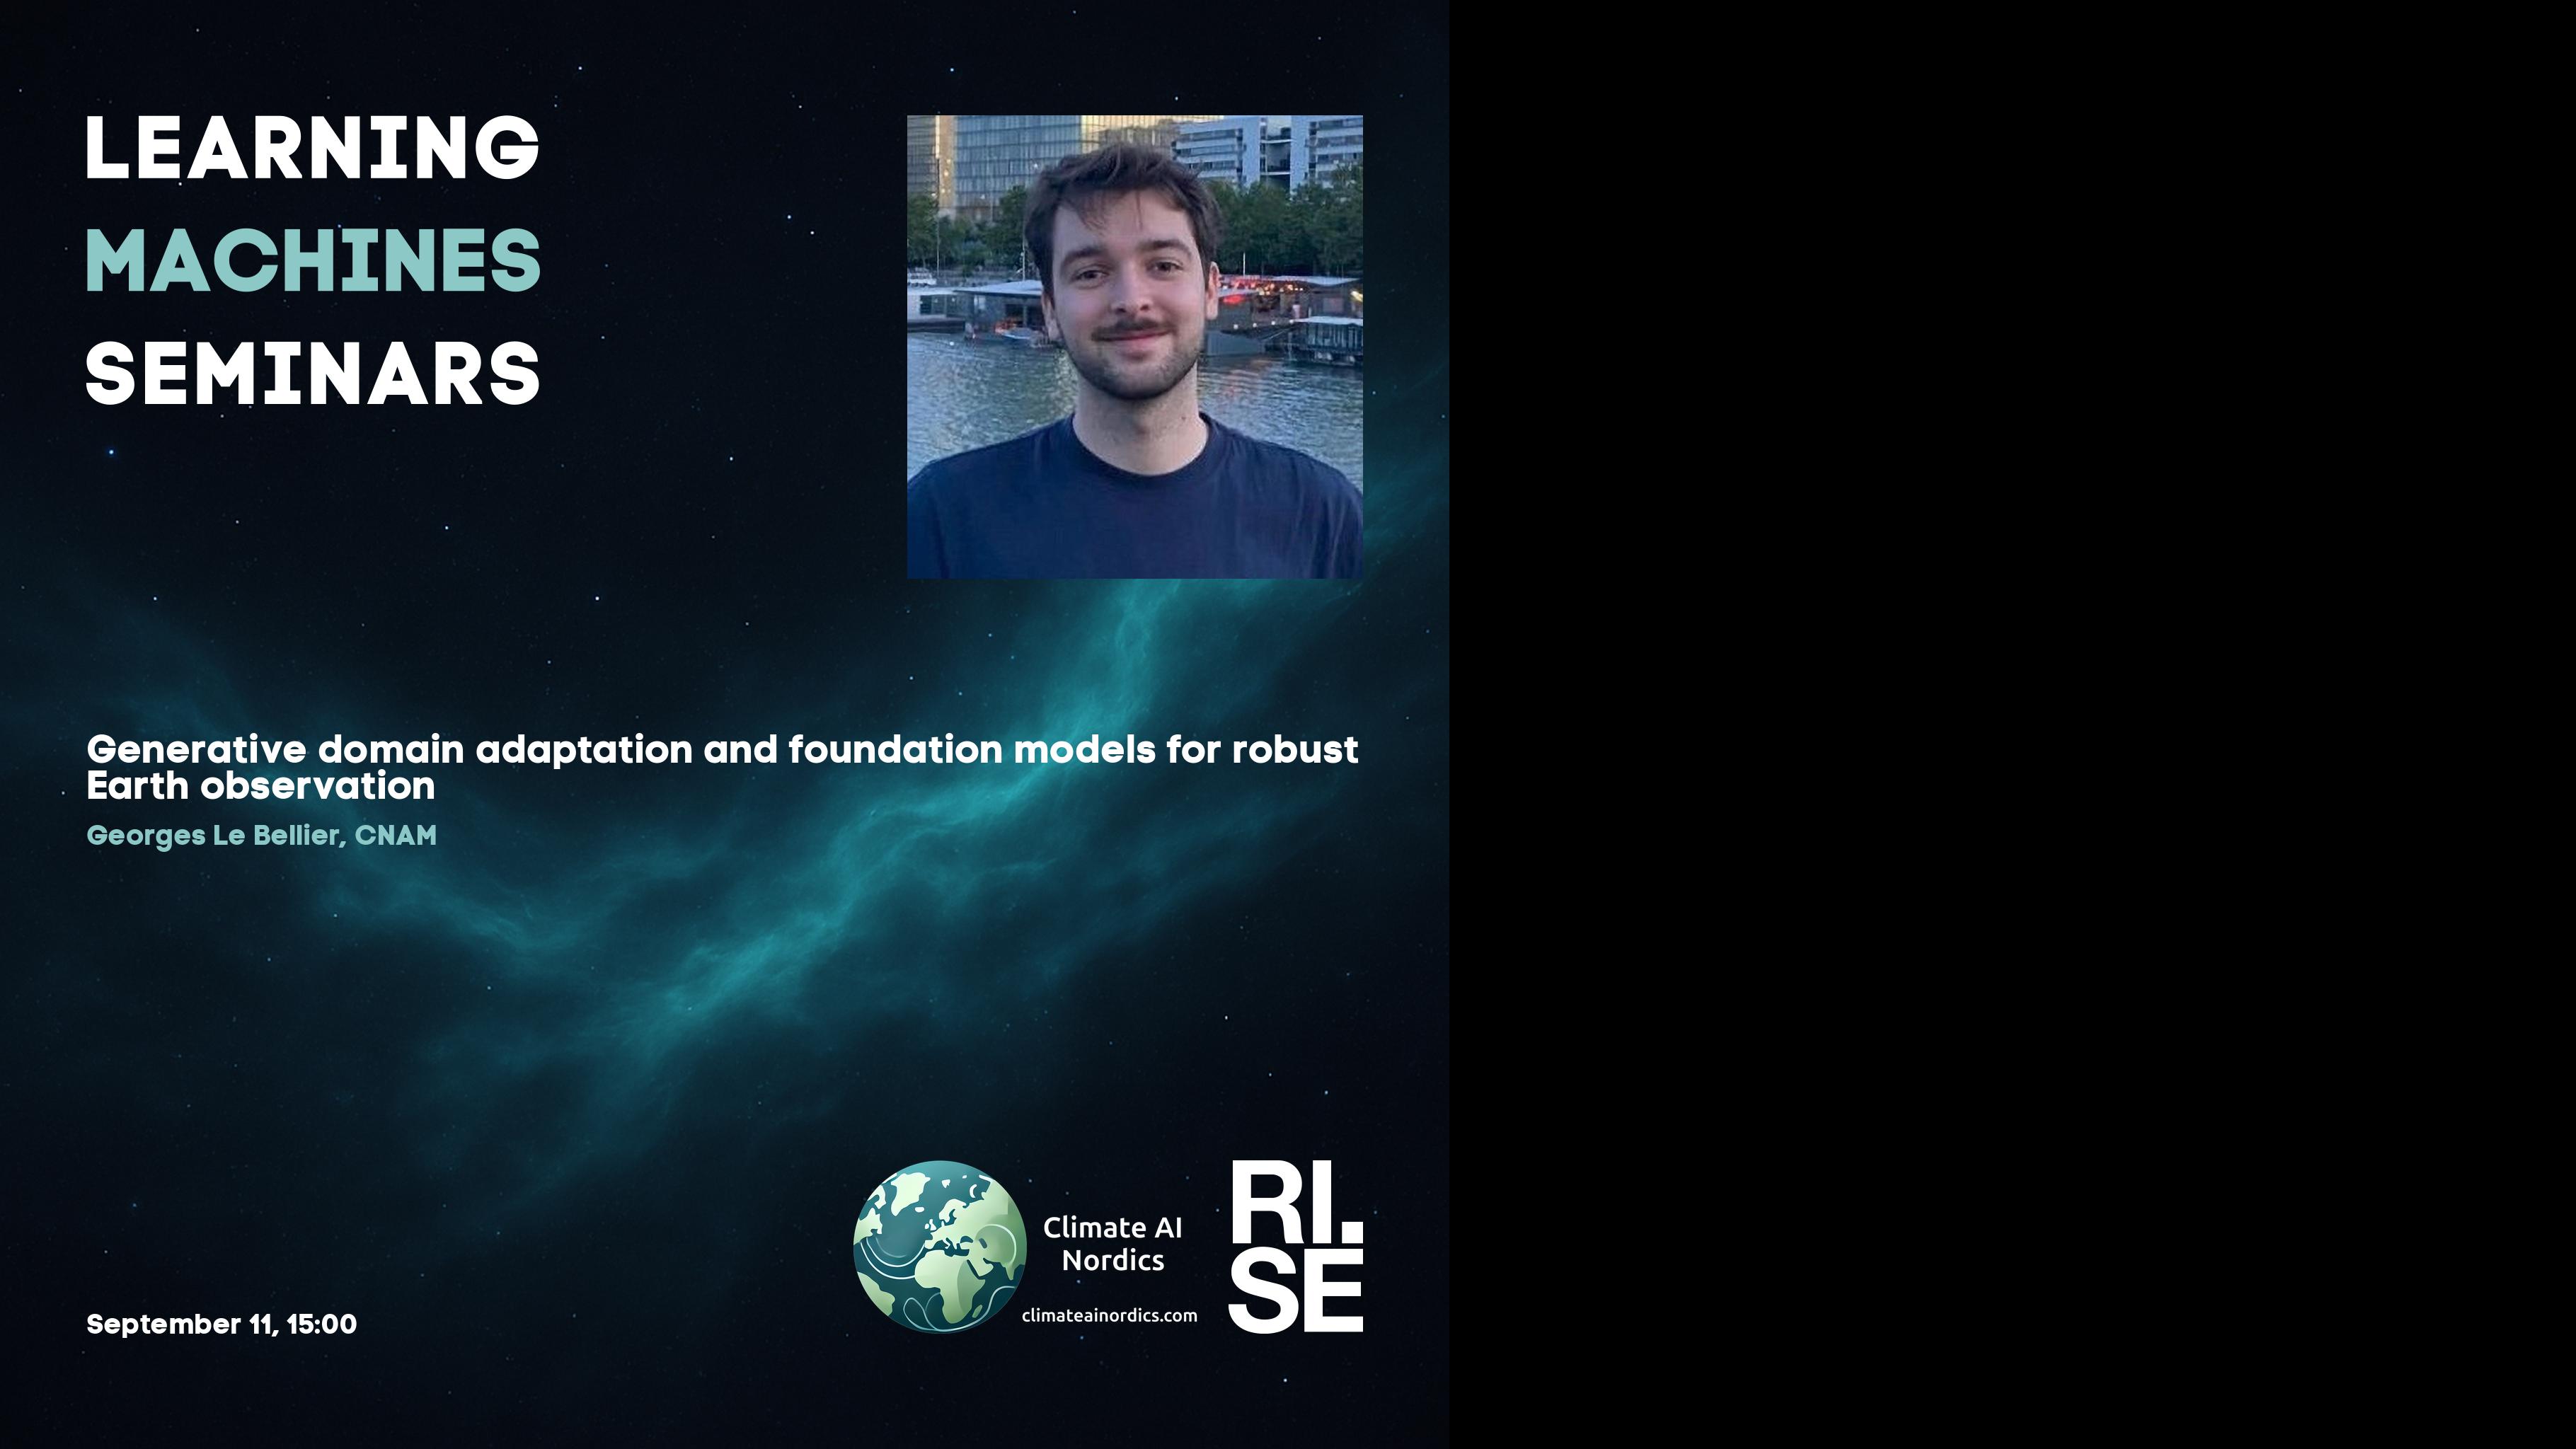 LEARNING
MACHINES
SEMINARS
Generative domain adaptation and foundation models for robust
Earth observation
Georges Le Bellier, CNAM
September 11, 15:00
Climate AI
Nordics
climateainordics.com
RI.
SE